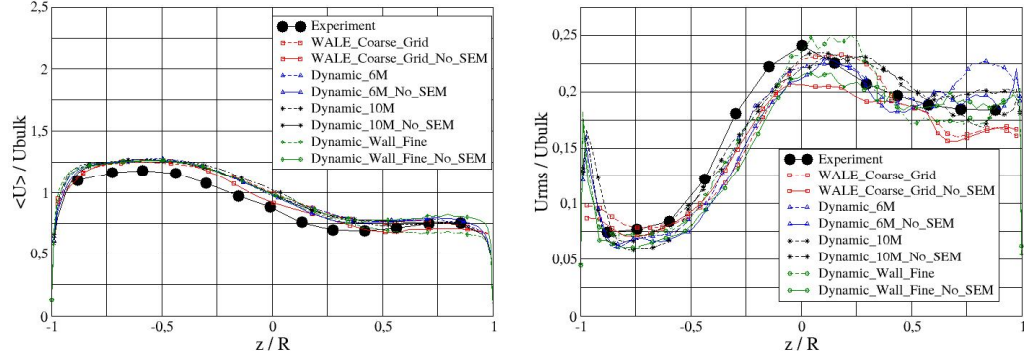 2,5
2
1,5
1
0,5
0
<U> / Ubulk
Experiment
WALE_Coarse_Grid
WALE_Coarse_Grid_No_SEM
Dynamic_6M
Dynamic_6M_No_SEM
Dynamic_10M
Dynamic_10M_No_SEM
Dynamic_Wall_Fine
Dynamic_Wall_Fine_No_SEM
-1
-0,5
0
0,5
1
z / R
0,25
0,2
0,15
0,1
0,05
0
Urms / Ubulk
Experiment
WALE_Coarse_Grid
WALE_Coarse_Grid_No_SEM
Dynamic_6M
Dynamic_6M_No_SEM
Dynamic_10M
Dynamic_10M_No_SEM
Dynamic_Wall_Fine
Dynamic_Wall_Fine_No_SEM
-1
-0,5
0
0,5
1
z / R